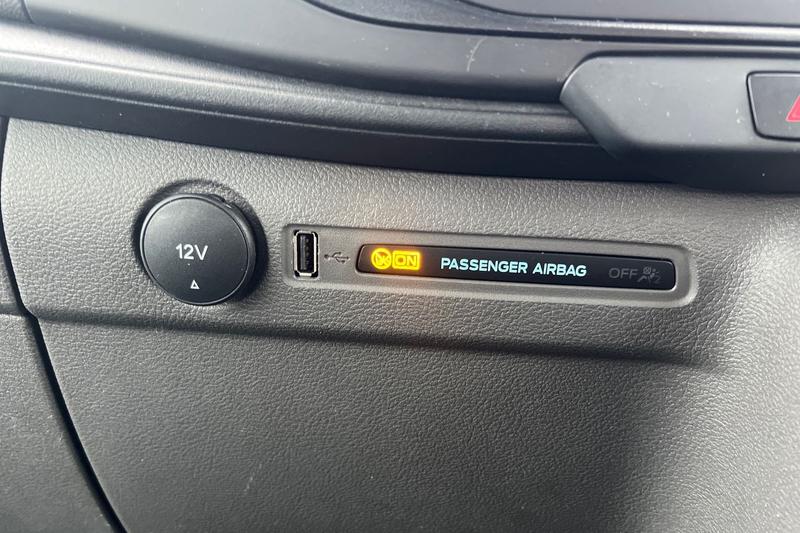 12V
ON PASSENGER AIRBAG OFF